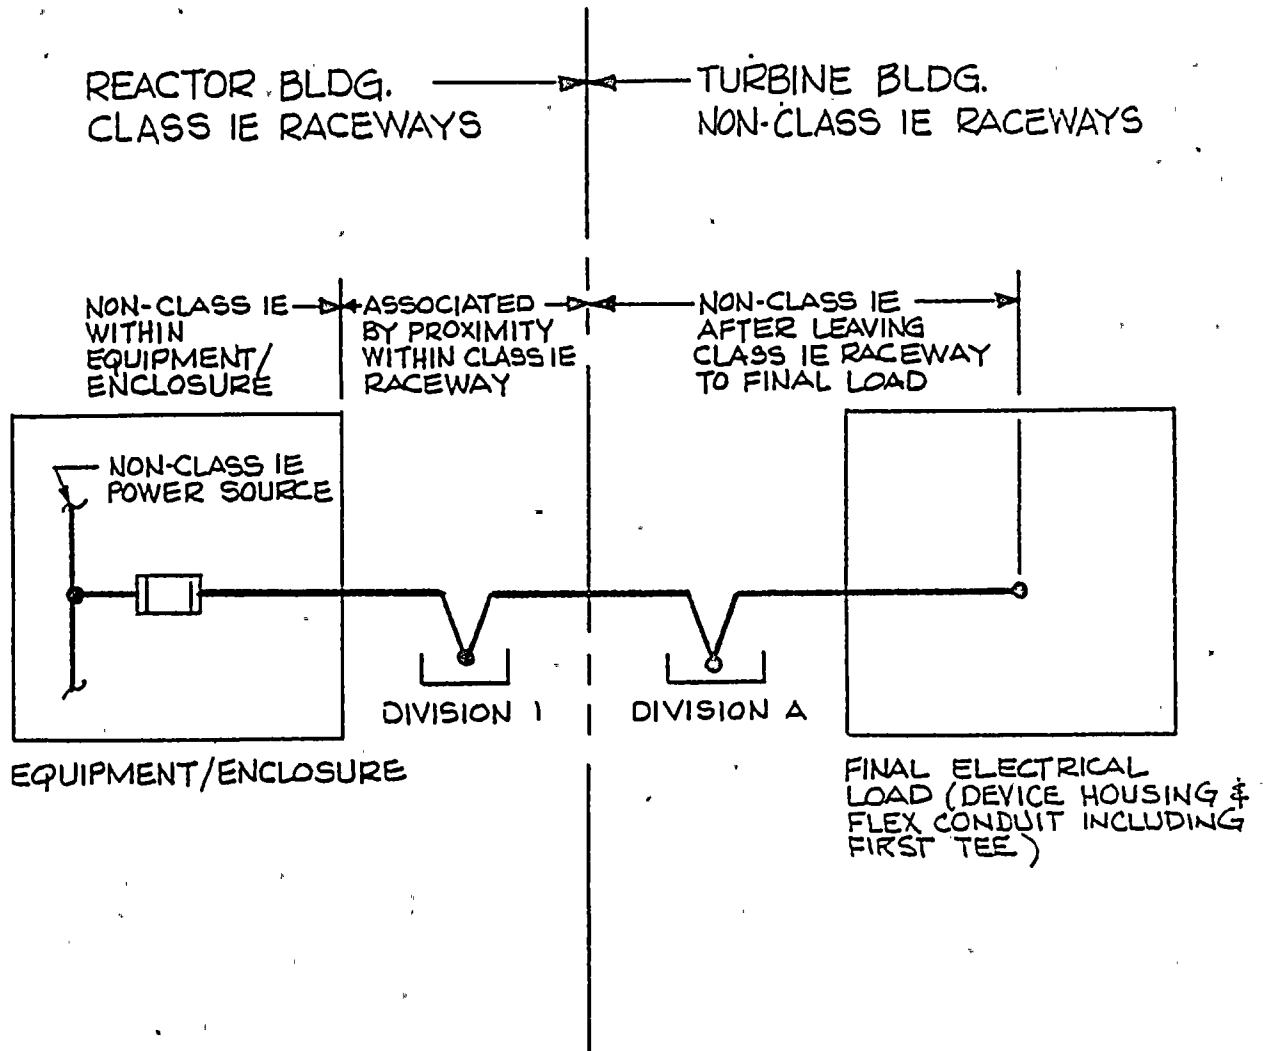 REACTOR BLDG.
CLASS IE RACEWAYS
TURBINE BLDG.
NON-CLASS IE RACEWAYS
NON-CLASS IE
WITHIN
EQUIPMENT/
ENCLOSURE
ASSOCIATED
BY PROXIMITY
WITHIN CLASS IE
RACEWAY
NON-CLASS IE
AFTER LEAVING
CLASS IE RACEWAY
TO FINAL LOAD
NON-CLASS IE
POWER SOURCE
DIVISION 1
DIVISION A
EQUIPMENT/ENCLOSURE
FINAL ELECTRICAL
LOAD (DEVICE HOUSING &
FLEX CONDUIT INCLUDING
FIRST TEE)